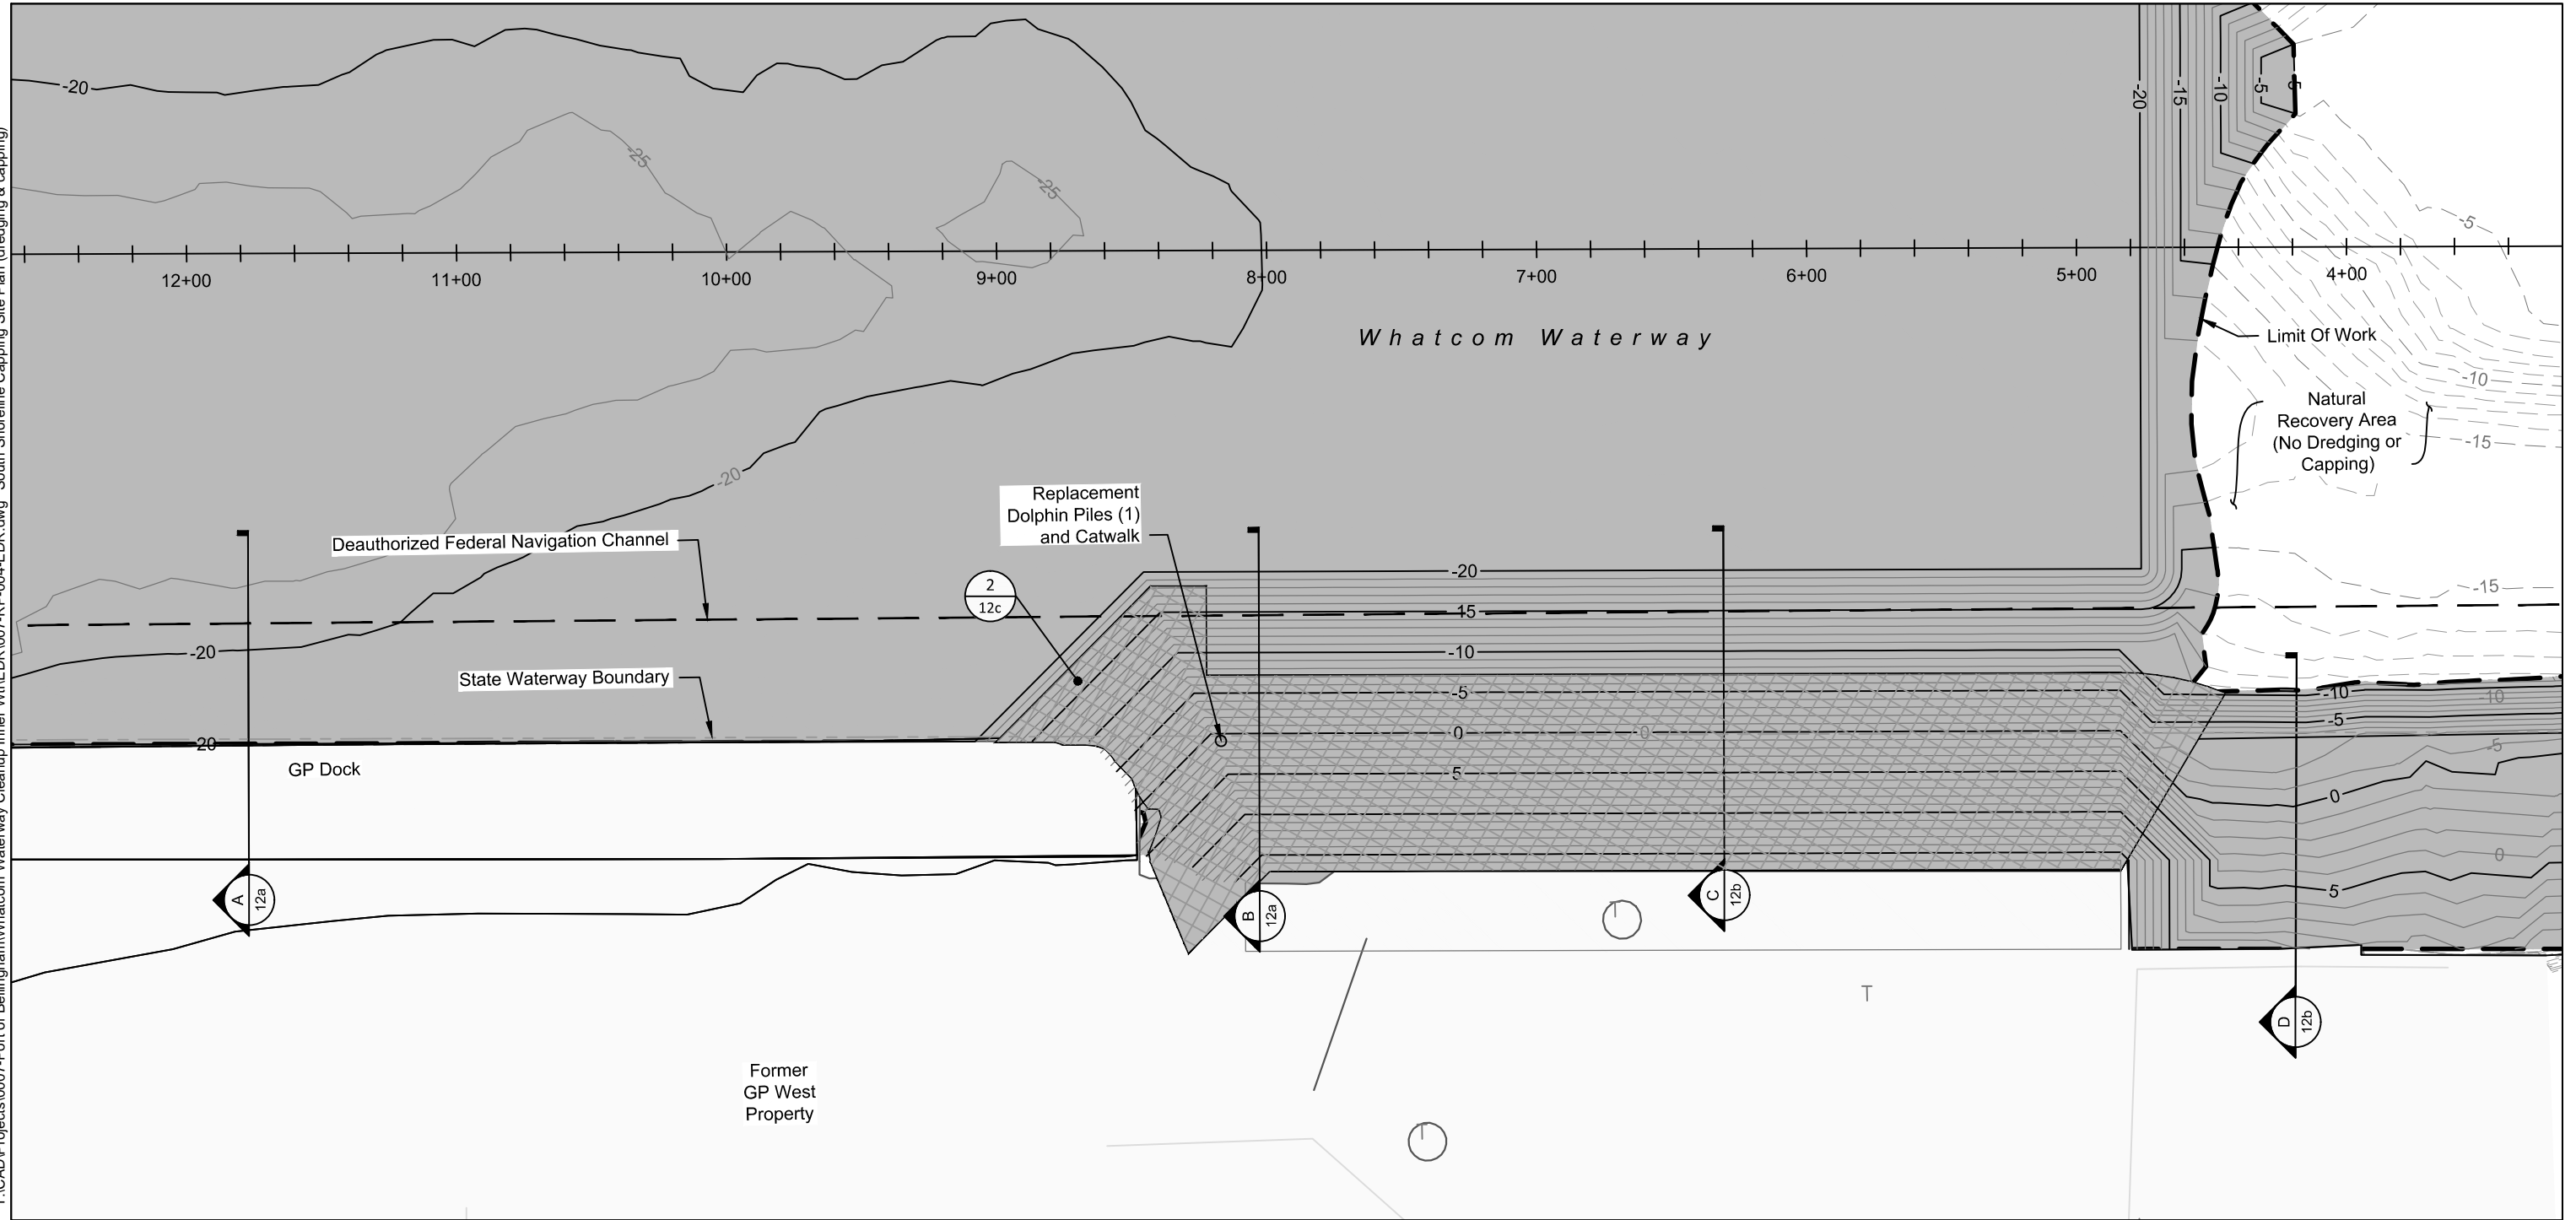 -20
-25
-25
-20
-15
-10
-5
-5
-5
12+00
11+00
10+00
9+00
8+00
7+00
6+00
5+00
4+00
Whatcom Waterway
Limit Of Work
-10
Natural
Recovery Area
(No Dredging or
Capping)
-15
-20
Replacement
Dolphin Piles (1)
and Catwalk
Deauthorized Federal Navigation Channel
-20
2
12c
-15
15
-20
-10
State Waterway Boundary
-5
-10
-10
-5
20
0
0
-5
GP Dock
5
0
0
5
A
12a
B
12a
C
12b
T
T
D
12b
Former
GP West
Property
T